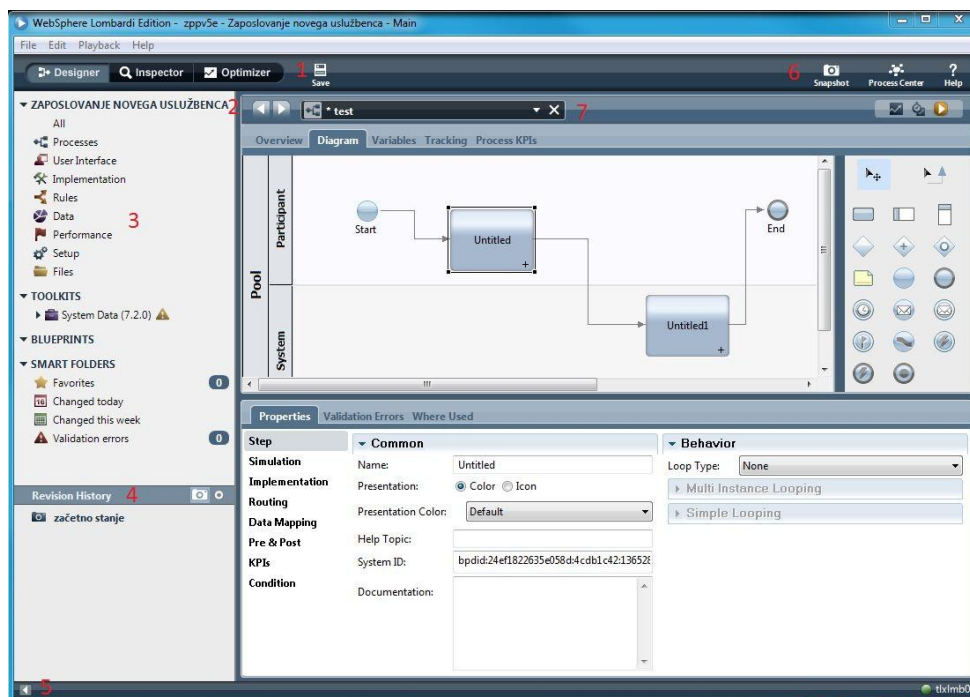 WebSphere Lombardi Edition - zppv5e - Zaposlovanje novega uslužbenca - Main
File Edit Playback Help
Designer Inspector Optimizer 1 Save 6 Snapshot Process Center Help
ZAPOSLOVANJE NOVEGA USLUŽBENCA 2
All
Processes
User Interface
Implementation
Rules
Data
3
Performance
Setup
Files
TOOLKITS
System Data (7.2.0)
BLUEPRINTS
SMART FOLDERS
Favorites 0
Changed today
Changed this week
Validation errors 0
Revision History 4
začetno stanje
5
* test 7
Overview Diagram Variables Tracking Process KPIs
Pool
Participant
System
Start
Untitled
End
Untitled1
Properties Validation Errors Where Used
Step
Simulation
Implementation
Routing
Data Mapping
Pre & Post
KPIs
Condition
Common
Name: Untitled
Presentation: Color Icon
Presentation Color: Default
Help Topic:
System ID: bpdid:24ef1822635e058d:4cdb1c42:136528
Documentation:
Behavior
Loop Type: None
Multi Instance Looping
Simple Looping